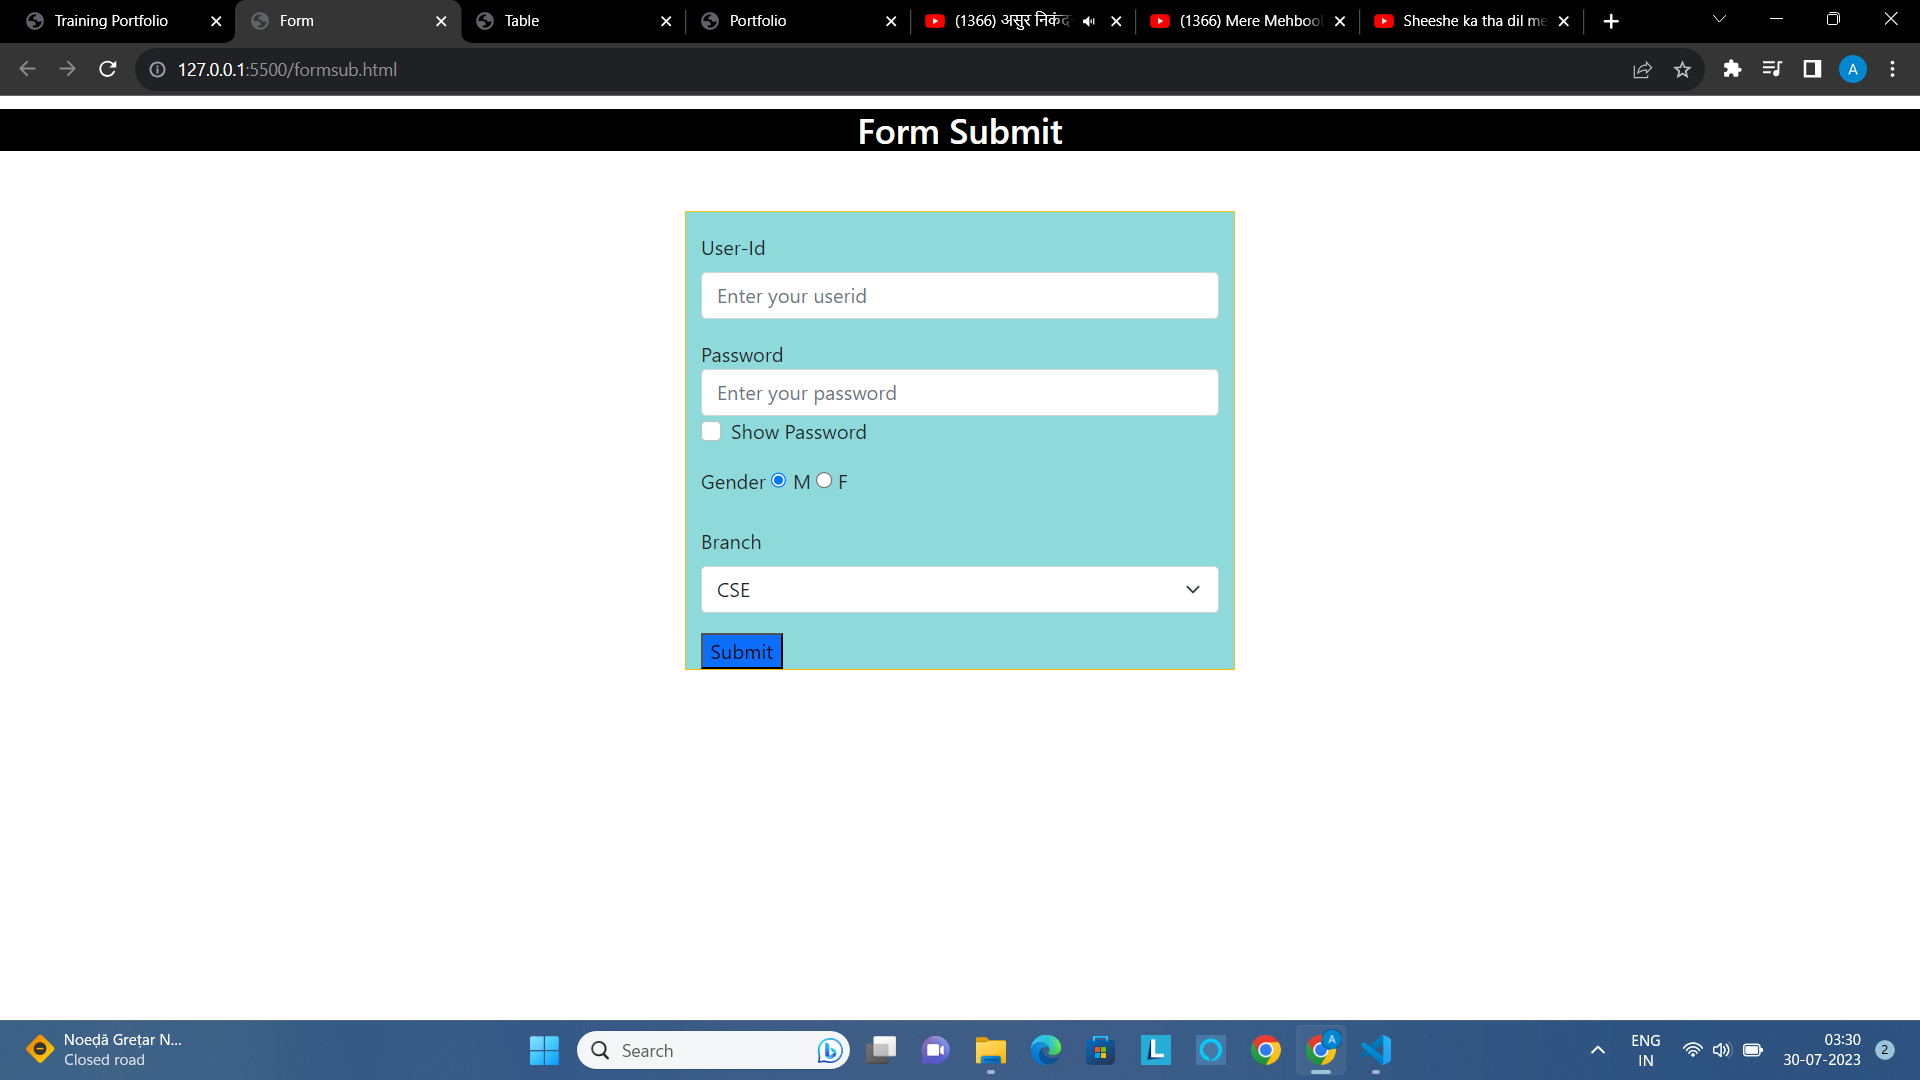 Training Portfolio
Form
Table
Portfolio
(1366) असुर निकंद
(1366) Mere Mehboo
Sheeshe ka tha dil me
127.0.0.1:5500/formsub.html
A
Form Submit
User-Id
Enter your userid
Password
Enter your password
Show Password
Gender M F
Branch
CSE
Submit
Noeḍā Greṭar N...
Closed road
Search
L
A
ENG
IN
03:30
30-07-2023
2